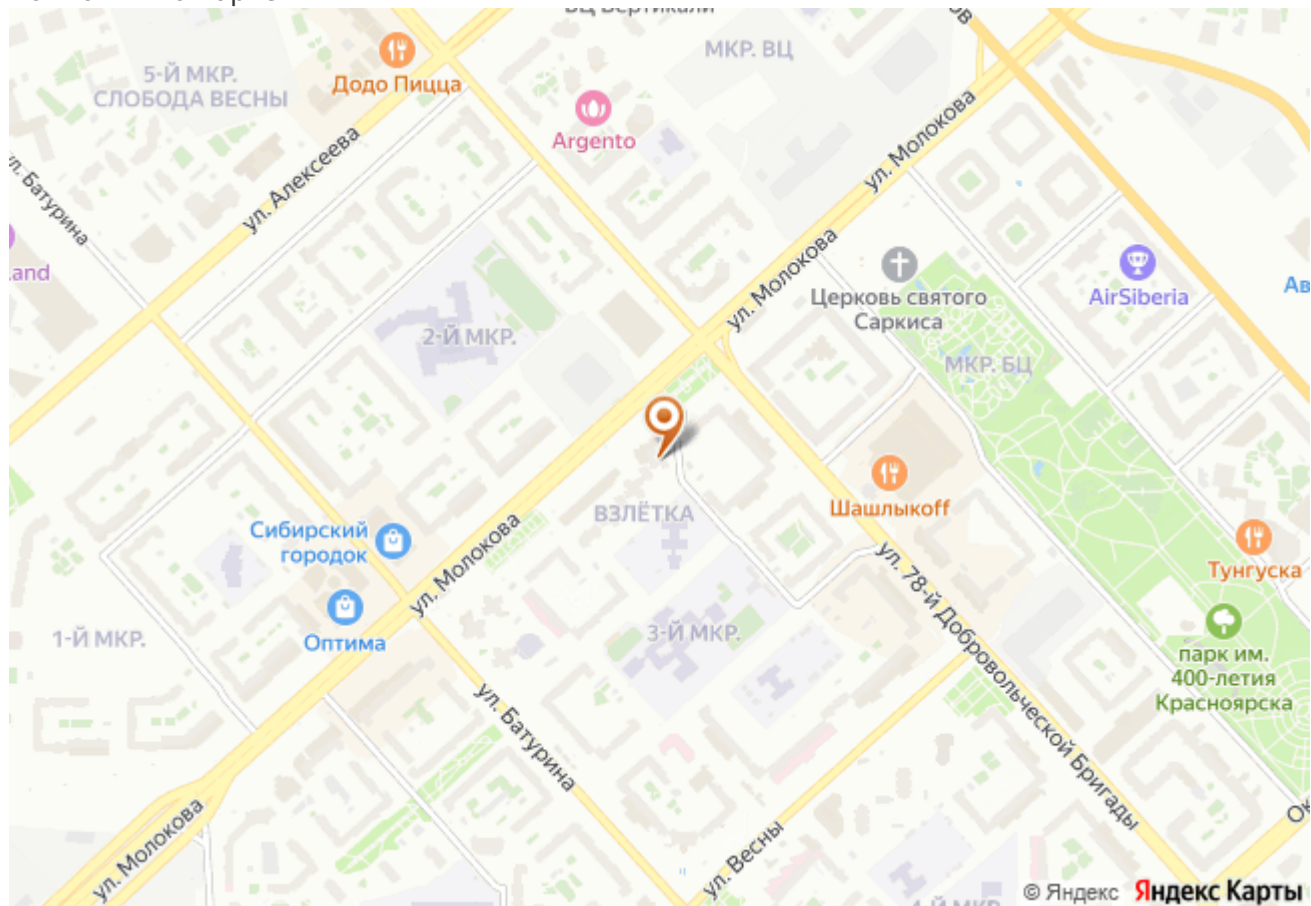 МКР. ВЦ
5-Й МКР.
СЛОБОДА ВЕСНЫ
Додо Пицца
Argento
ул. Молокова
ул. Алексеева
ул. Батурина
Land
ул. Молокова
Церковь святого
Саркиса
AirSiberia
Ав
2-Й МКР.
МКР. БЦ
Шашлыкоff
ВЗЛЁТКА
Сибирский
городок
ул. Молокова
ул. 78-й Добровольческой Бригады
Тунгуска
Оптима
1-Й МКР.
3-Й МКР.
парк им.
400-летия
Красноярска
ул. Батурина
ул. Молокова
ул. Весны
Ок
© Яндекс Яндекс Карты